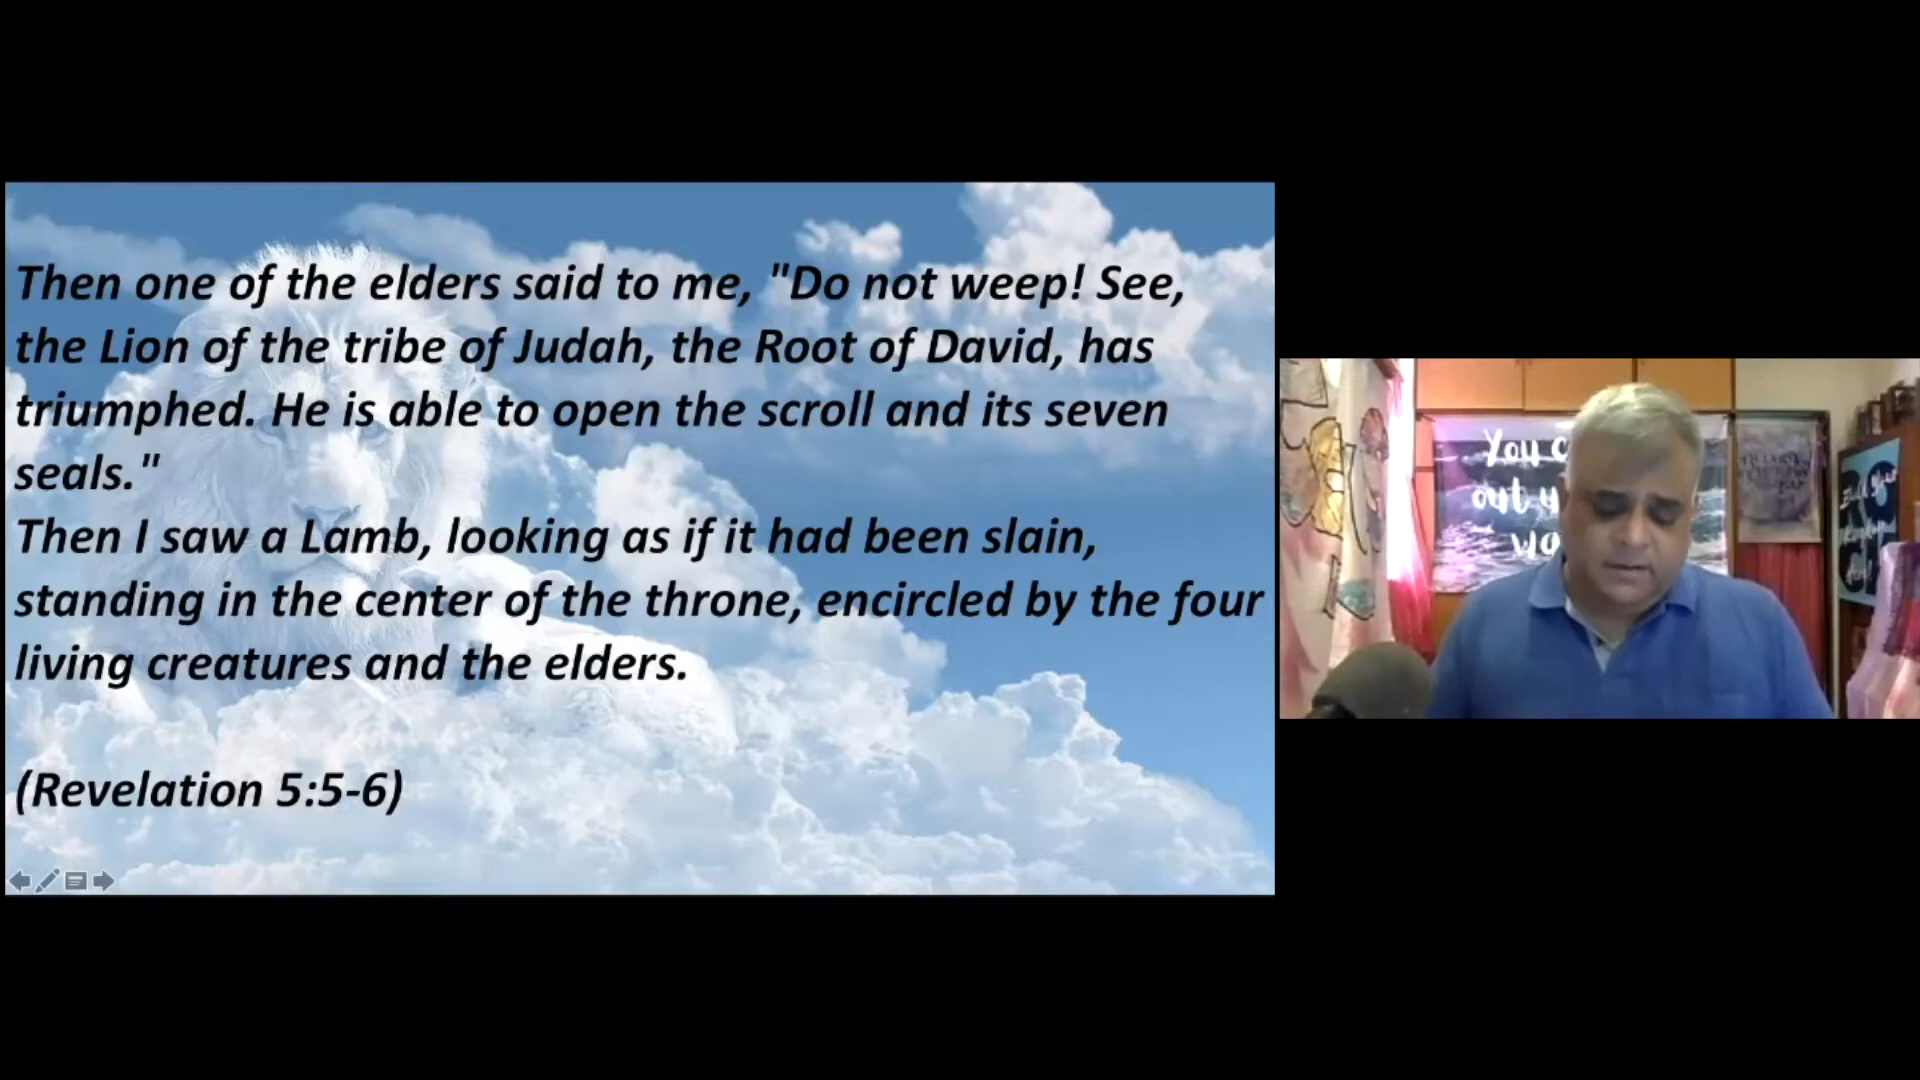 Then one of the elders said to me, "Do not weep! See,
the Lion of the tribe of Judah, the Root of David, has
triumphed. He is able to open the scroll and its seven
seals."
Then I saw a Lamb, looking as if it had been slain,
standing in the center of the throne, encircled by the four
living creatures and the elders.
(Revelation 5:5-6)
You
out